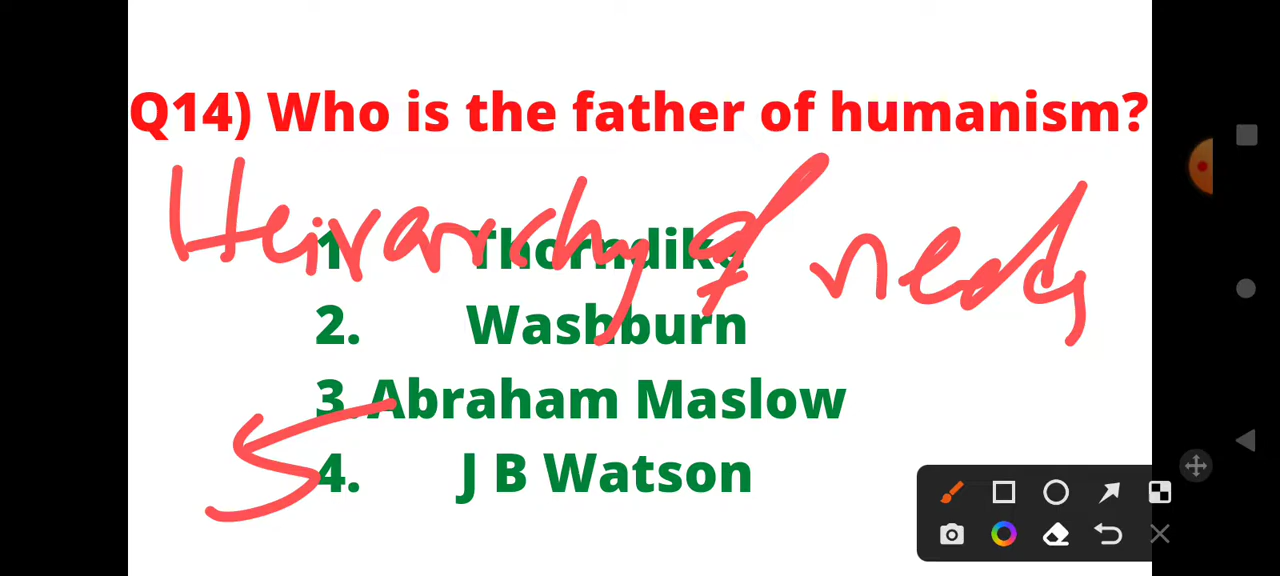 Q14) Who is the father of humanism?
Heirarchy of needs
1. Thorndike
2. Washburn
3. Abraham Maslow
4. J B Watson
5